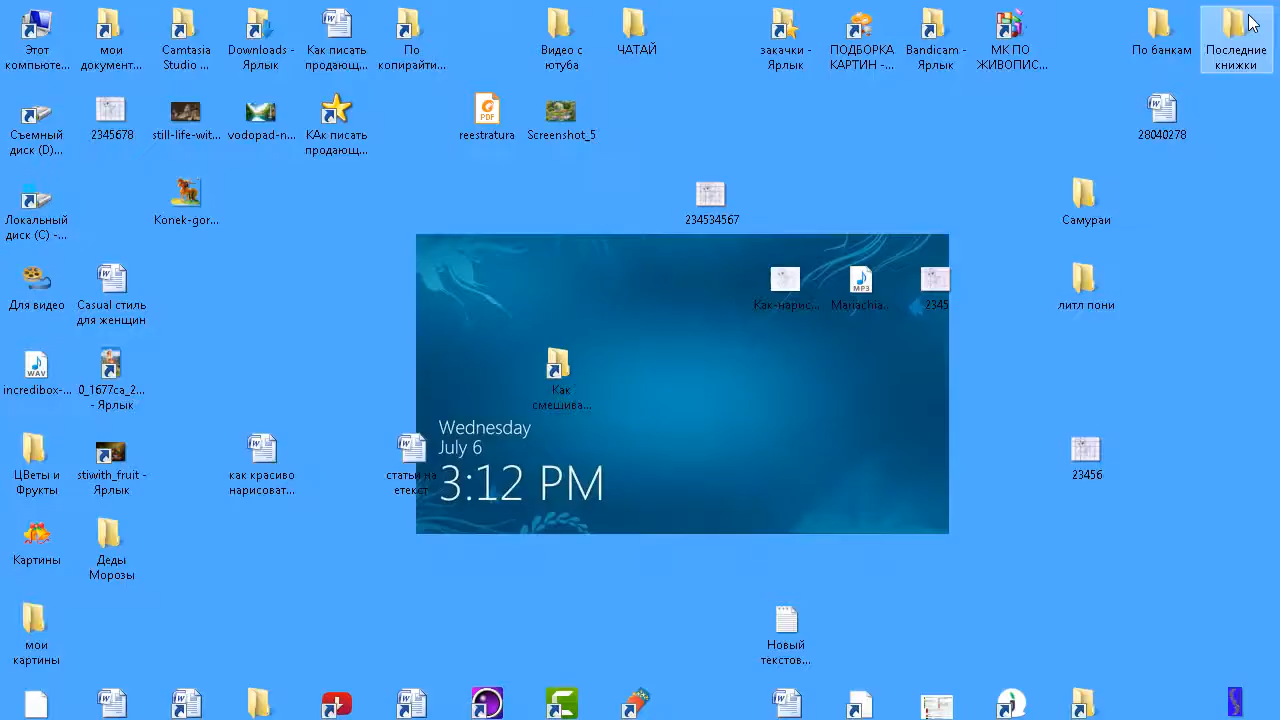 Этот
компьюте...
мои
документ...
Camtasia
Studio ...
Downloads -
Ярлык
Как писать
продающ...
По
копирайти...
Видео с
ютуба
ЧАТАЙ
закачки -
Ярлык
ПОДБОРКА
КАРТИН -...
Bandicam -
Ярлык
МК ПО
ЖИВОПИС...
По банкам
Последние
книжки
Съемный
диск (D)...
2345678
still-life-wit...
vodopad-n...
КАк писать
продающ...
PDF
reestratura
Screenshot_5
28040278
Локальный
диск (C) -...
Konek-gor...
234534567
Самураи
Для видео
Casual стиль
для женщин
Как-нарис...
MP3
Mariachia...
2345
литл пони
WAV
incredibox-...
0_1677ca_2...
- Ярлык
Как
смешива...
Wednesday
July 6
3:12 PM
ЦВеты и
Фрукты
stiwith_fruit -
Ярлык
как красиво
нарисоват...
статьи на
етекст
23456
Картины
Деды
Морозы
мои
картины
Новый
текстов...